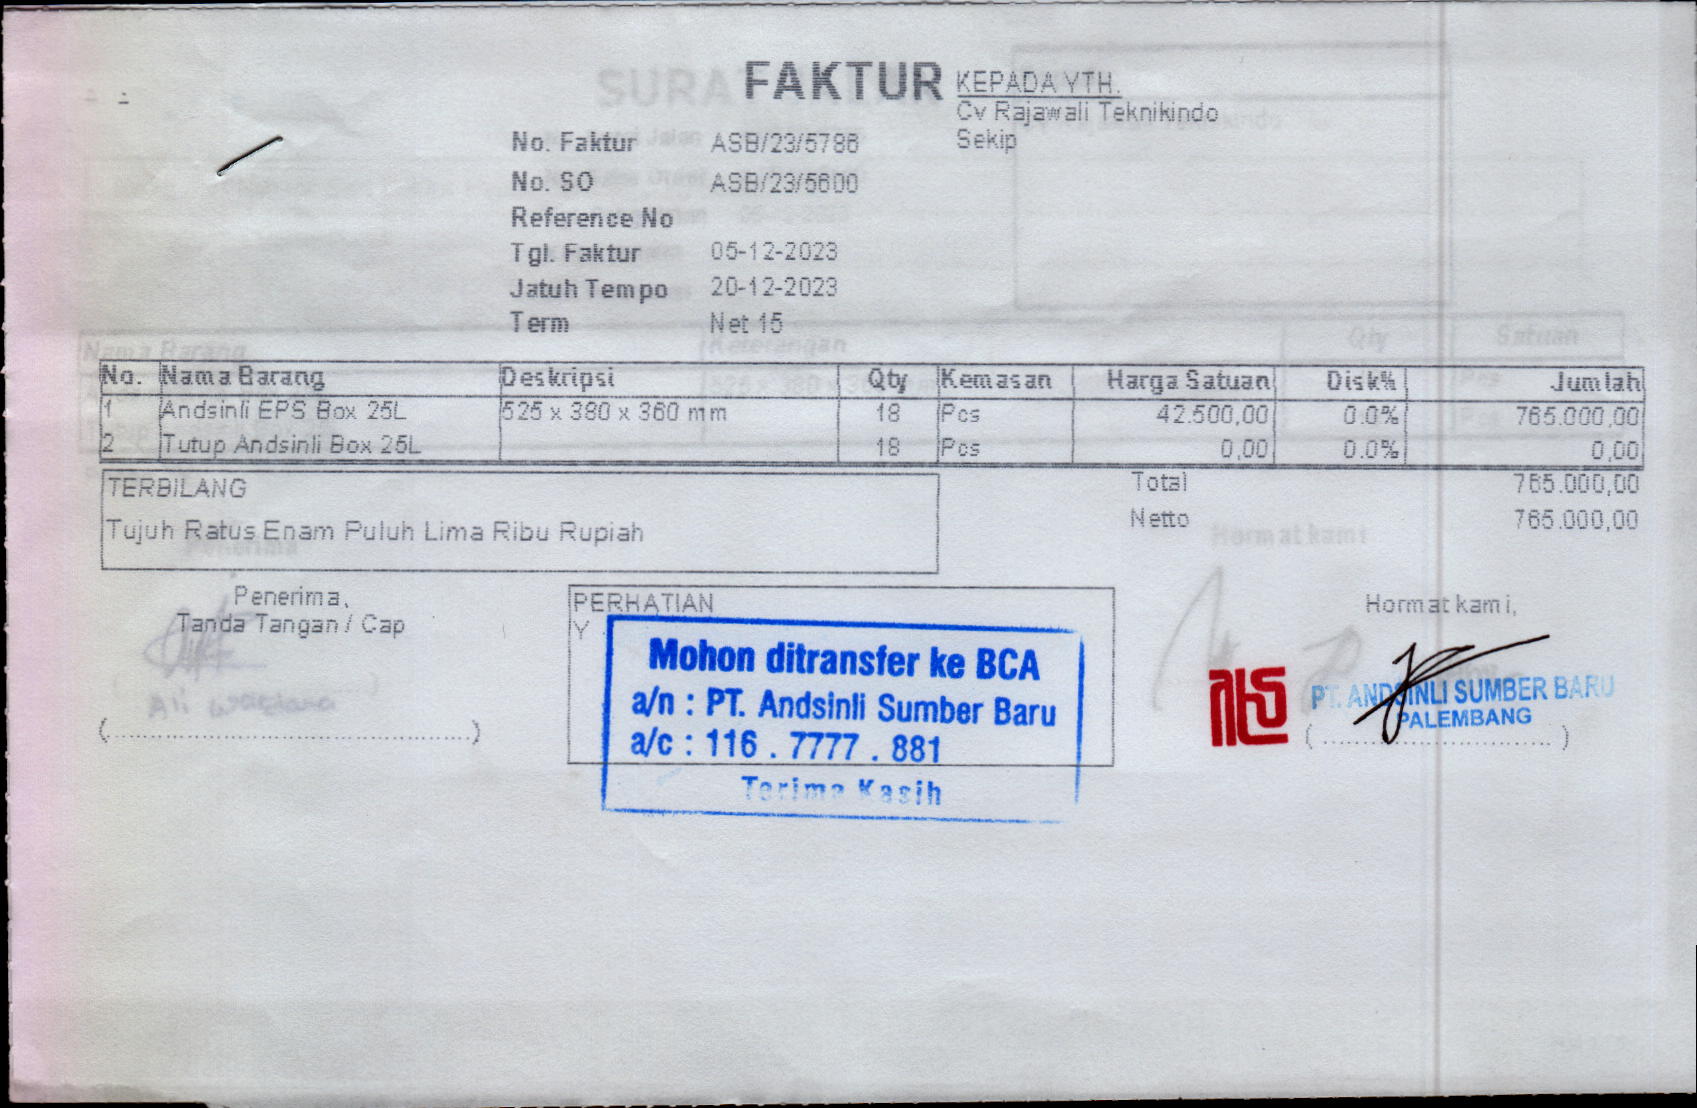 FAKTUR
KEPADA YTH.
Cv Rajawali Teknikindo
Sekip
No. Faktur ASB/23/5786
No. SO ASB/23/5600
Reference No
Tgl. Faktur 05-12-2023
Jatuh Tempo 20-12-2023
Term Net 15
No. Nama Barang Deskripsi Qty Kemasan Harga Satuan Disk% Jumlah
1 Andsinli EPS Box 25L 525 x 380 x 360 mm 18 Pcs 42.500,00 0.0% 765.000,00
2 Tutup Andsinli Box 25L 18 Pcs 0,00 0.0% 0,00
TERBILANG
Tujuh Ratus Enam Puluh Lima Ribu Rupiah
Total 765.000,00
Netto 765.000,00
Penerima,
Tanda Tangan / Cap
PERHATIAN
Y
Mohon ditransfer ke BCA
a/n : PT. Andsinli Sumber Baru
a/c : 116 . 7777 . 881
Terima Kasih
Hormat kami,
PT. ANDSINLI SUMBER BARU
PALEMBANG